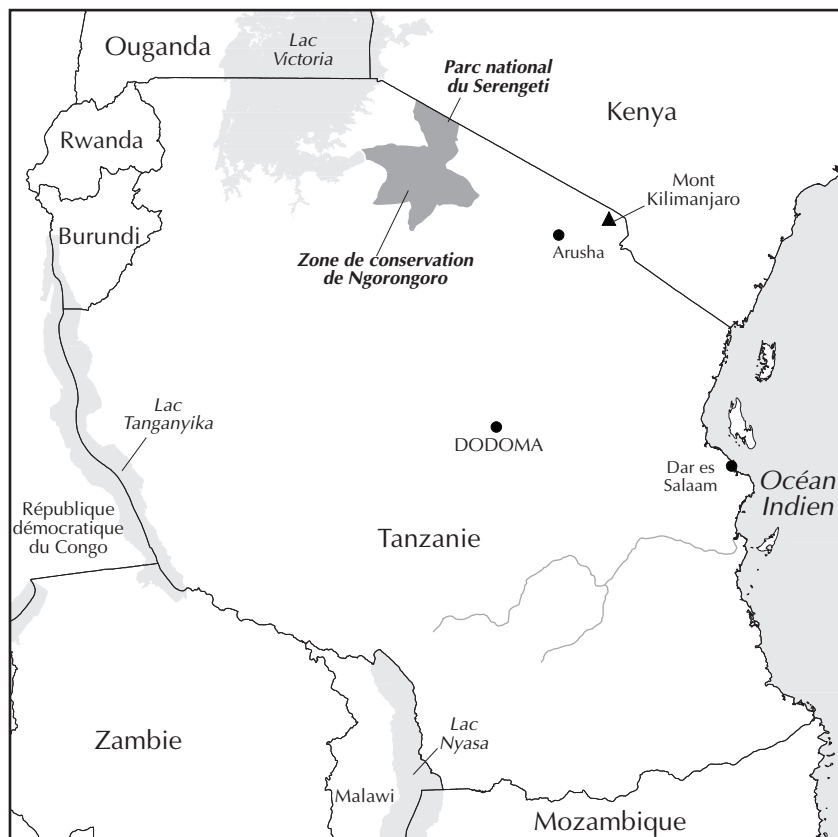 Ouganda
Lac
Victoria
Parc national
du Serengeti
Kenya
Rwanda
Mont
Kilimanjaro
Burundi
Arusha
Zone de conservation
de Ngorongoro
Lac
Tanganyika
DODOMA
Dar es
Salaam
Océan
Indien
République
démocratique
du Congo
Tanzanie
Zambie
Lac
Nyasa
Malawi
Mozambique